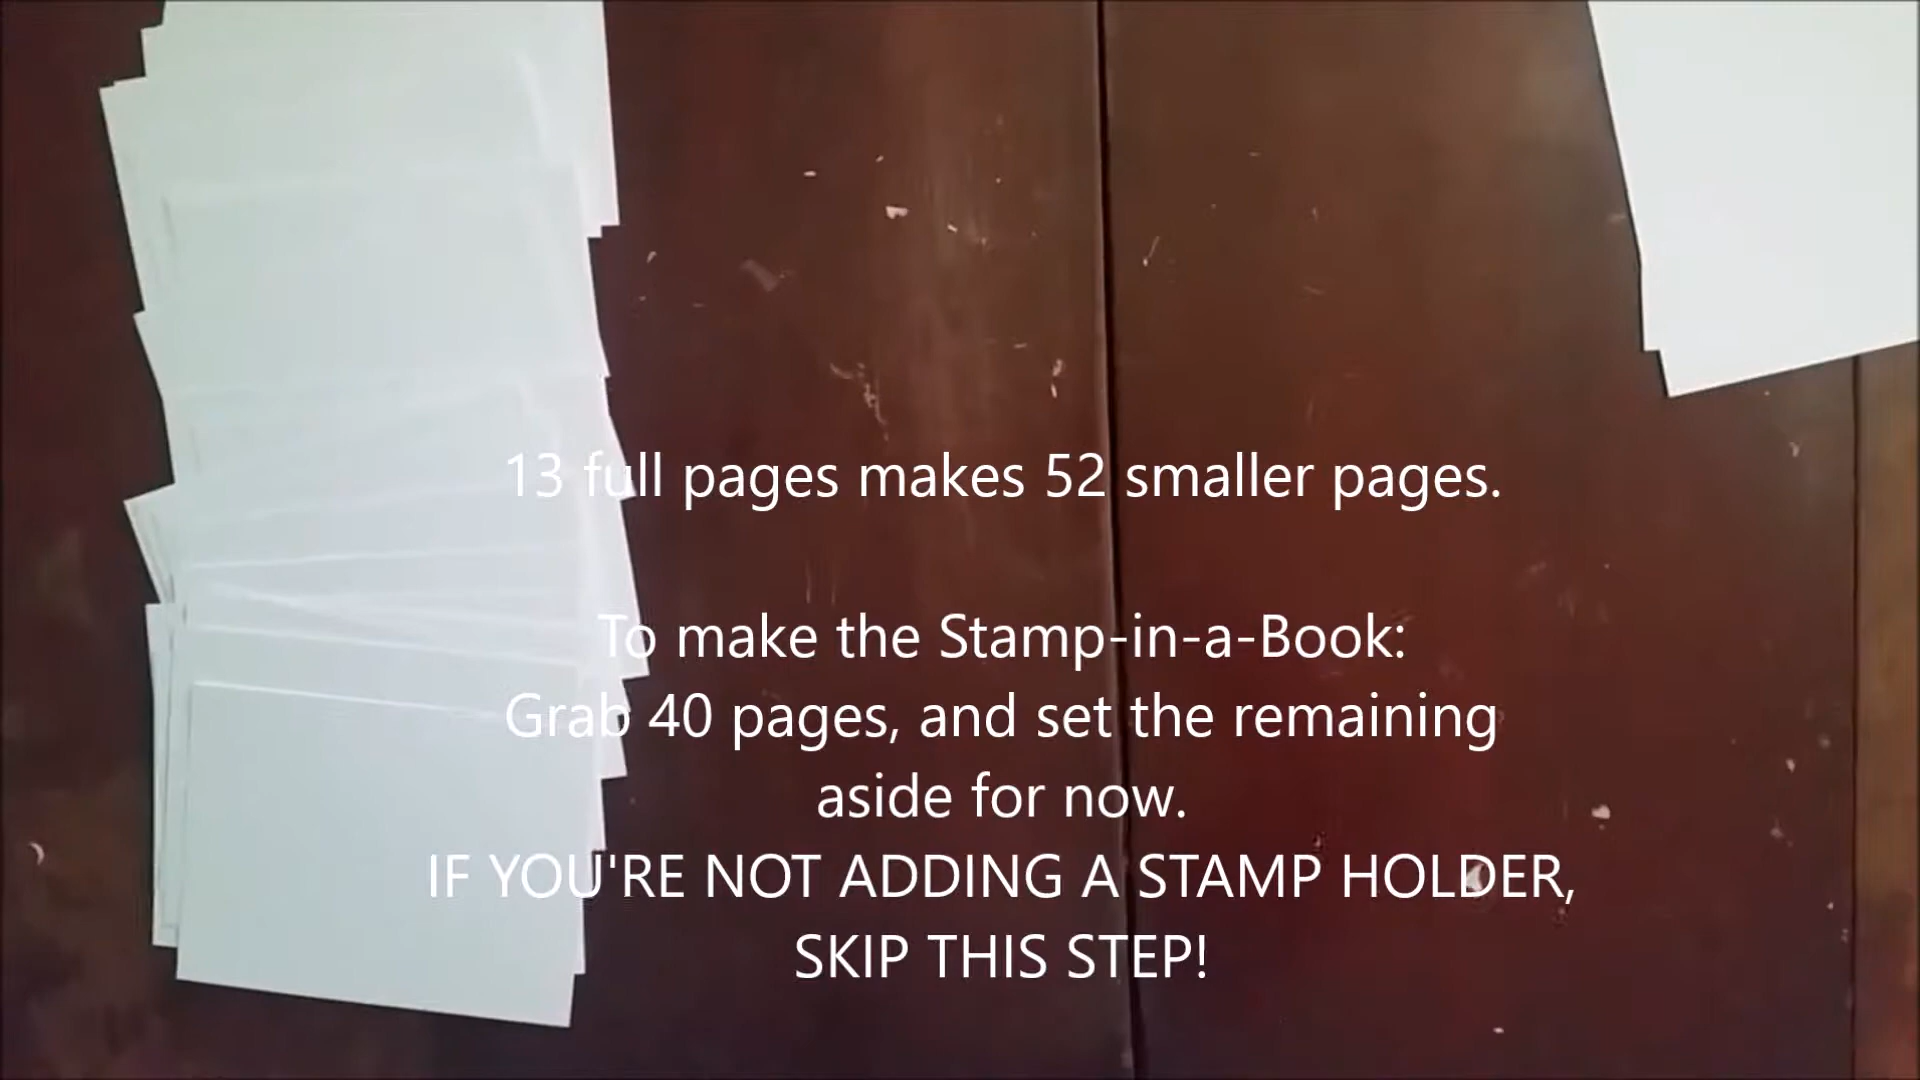 13 full pages makes 52 smaller pages.
To make the Stamp-in-a-Book:
Grab 40 pages, and set the remaining
aside for now.
IF YOU'RE NOT ADDING A STAMP HOLDER,
SKIP THIS STEP!